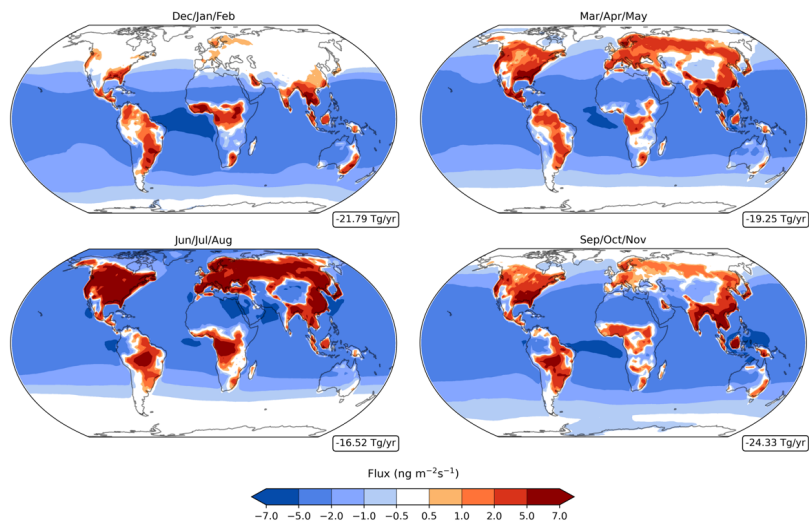 Dec/Jan/Feb
Mar/Apr/May
-21.79 Tg/yr
-19.25 Tg/yr
Jun/Jul/Aug
Sep/Oct/Nov
-16.52 Tg/yr
-24.33 Tg/yr
Flux (ng m⁻²s⁻¹)
−7.0 −5.0 −2.0 −1.0 −0.5 0.5 1.0 2.0 5.0 7.0